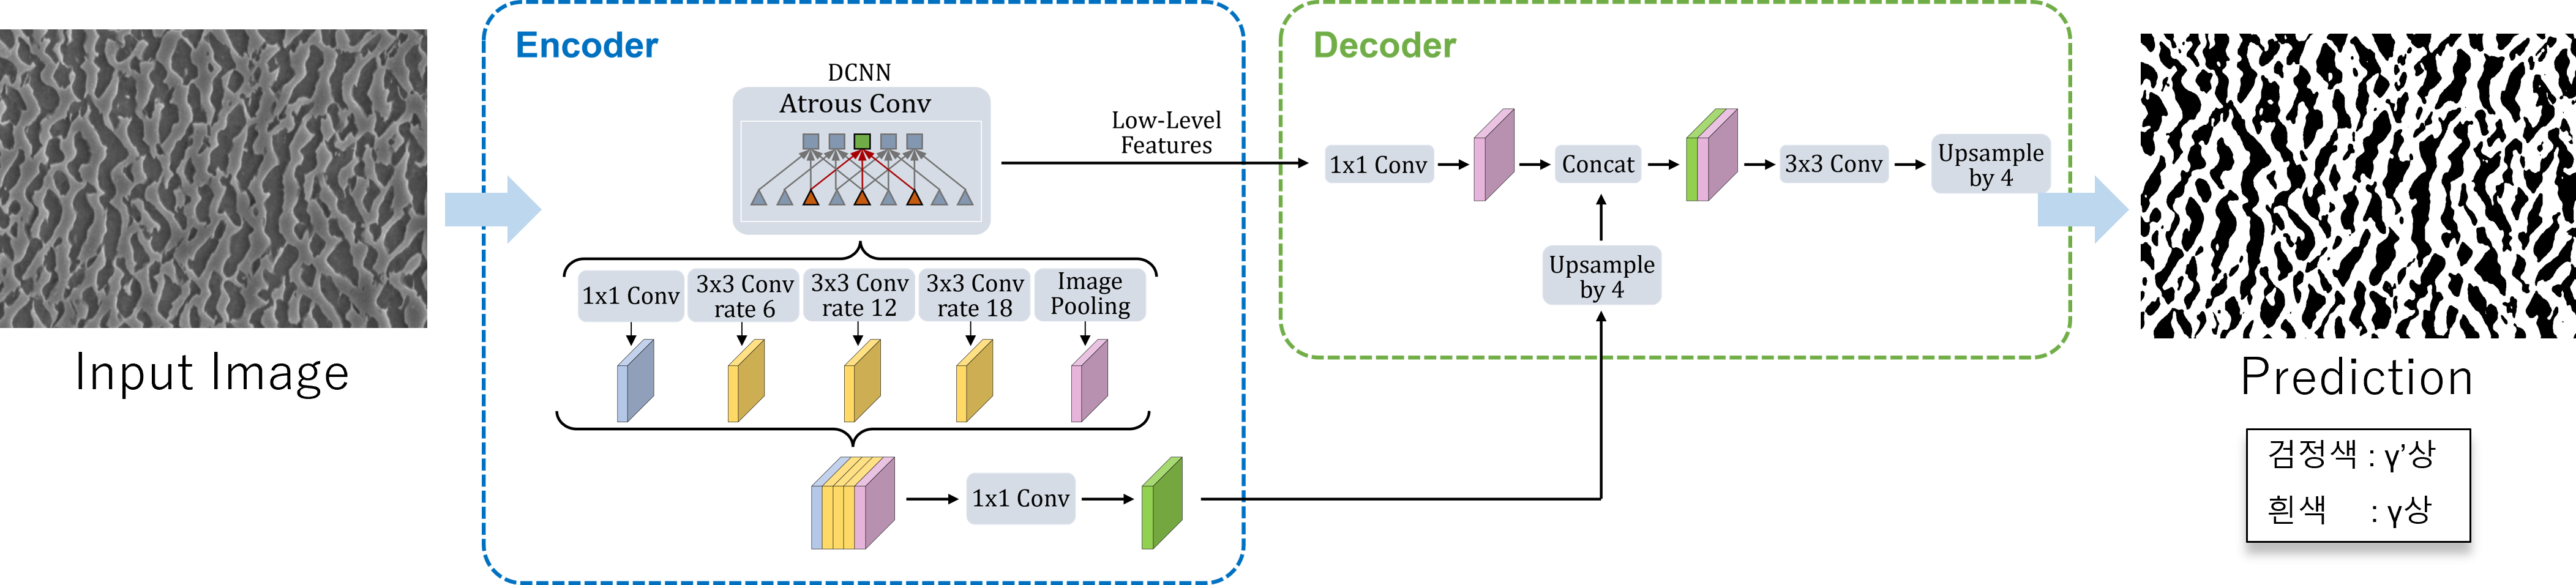 Encoder
DCNN
Atrous Conv
Low-Level
Features
1x1 Conv
3x3 Conv
rate 6
3x3 Conv
rate 12
3x3 Conv
rate 18
Image
Pooling
1x1 Conv
Decoder
1x1 Conv
Concat
3x3 Conv
Upsample
by 4
Upsample
by 4
Input Image
Prediction
검정색 : γ’상
흰색 : γ상